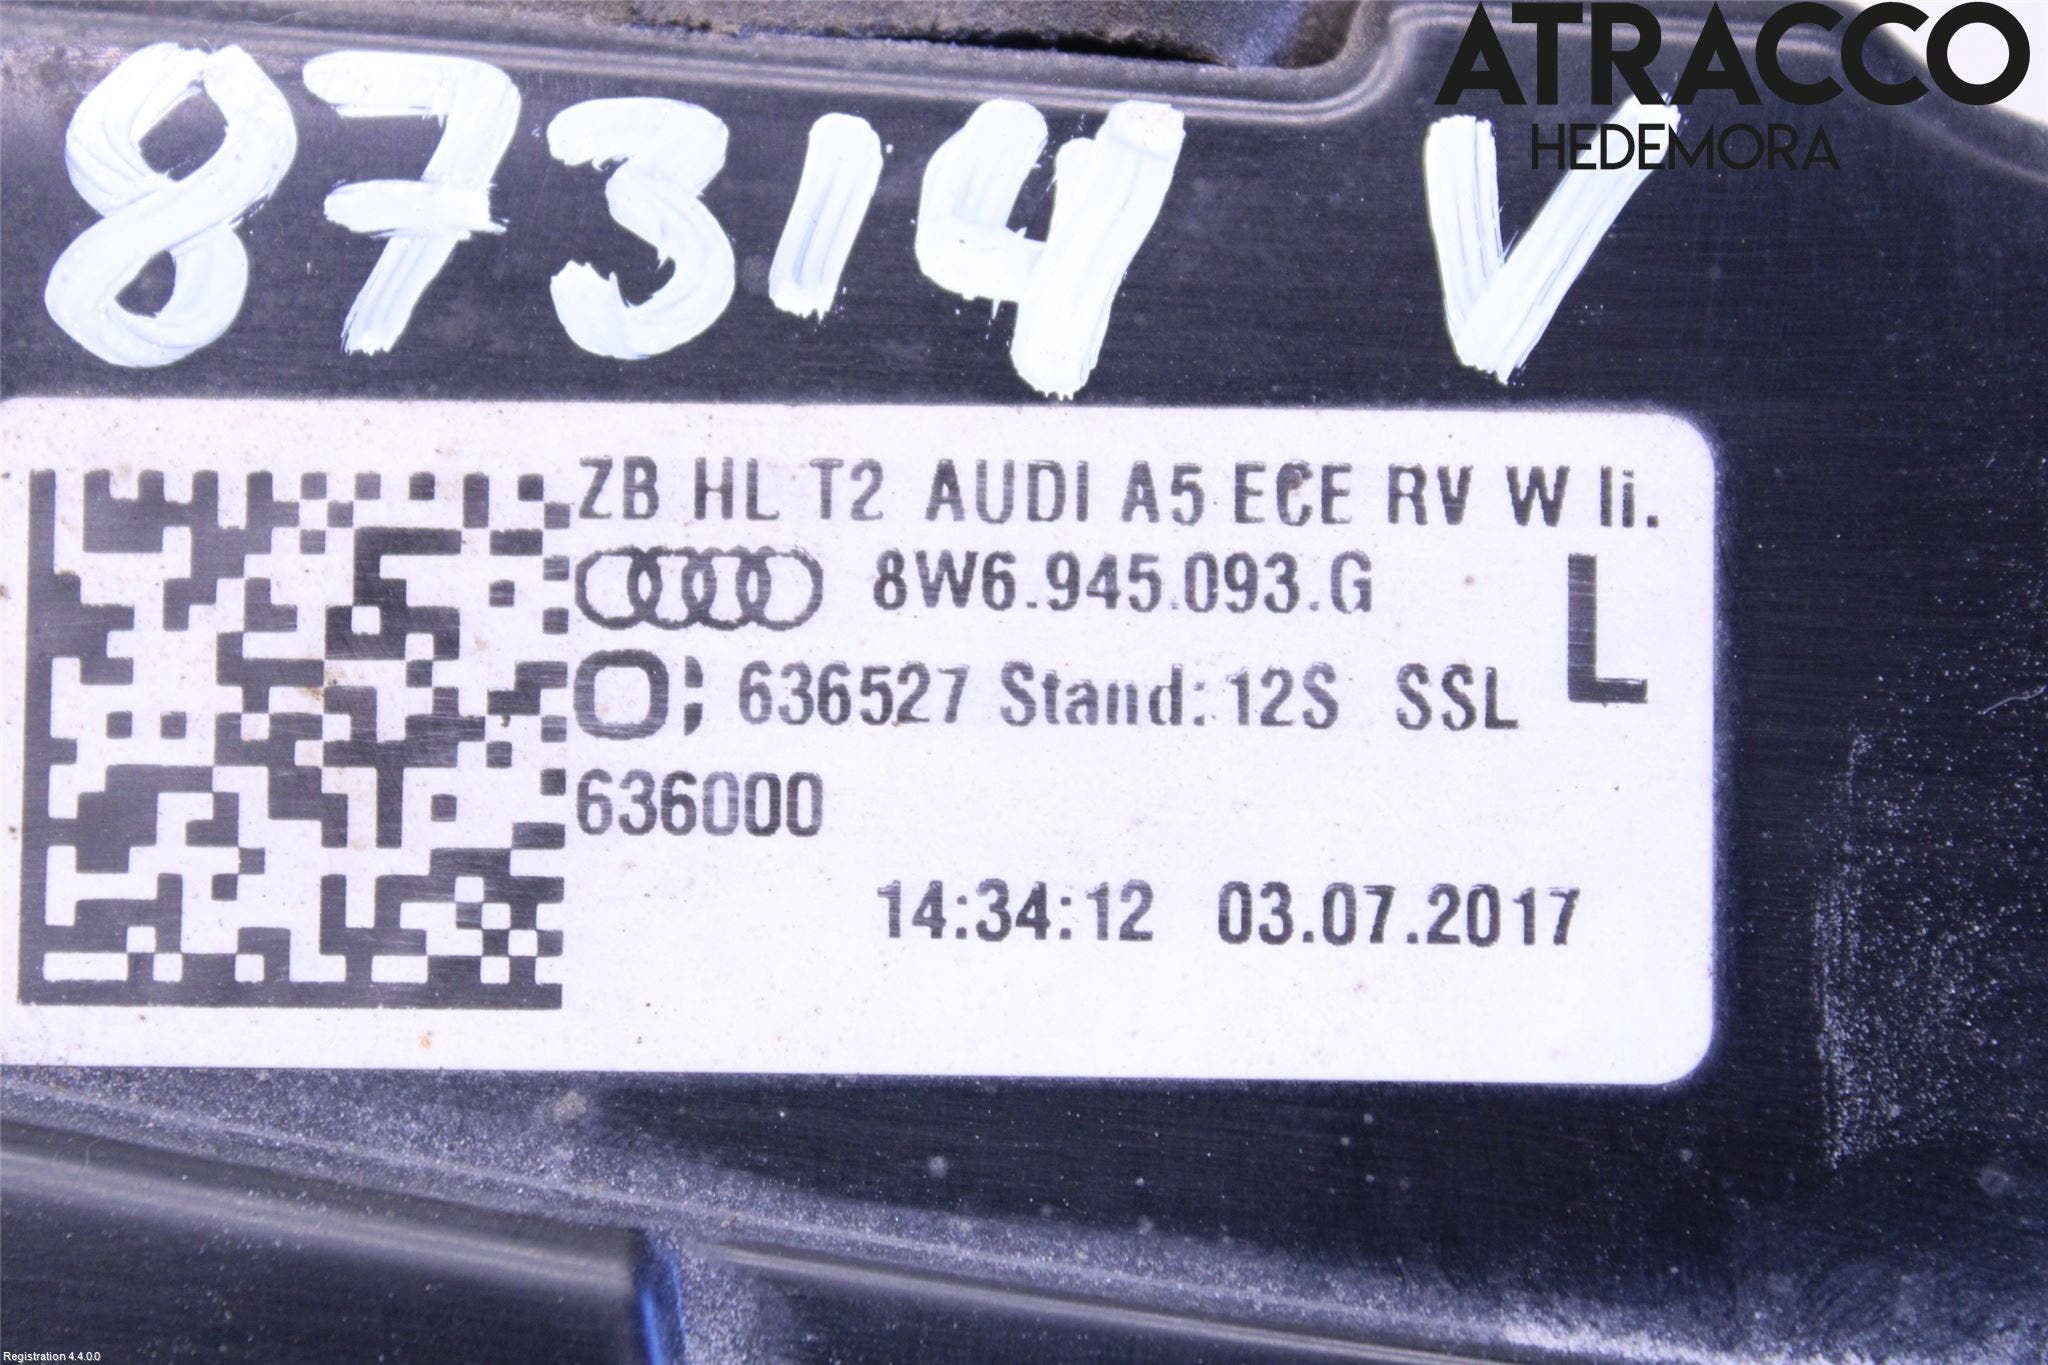 ATRACCO
HEDEMORA
87314 V
ZB HL T2 AUDI A5 ECE RV W li.
8W6.945.093.G
L
636527 Stand: 12S SSL
636000
14:34:12 03.07.2017
Registration 4.4.0.0